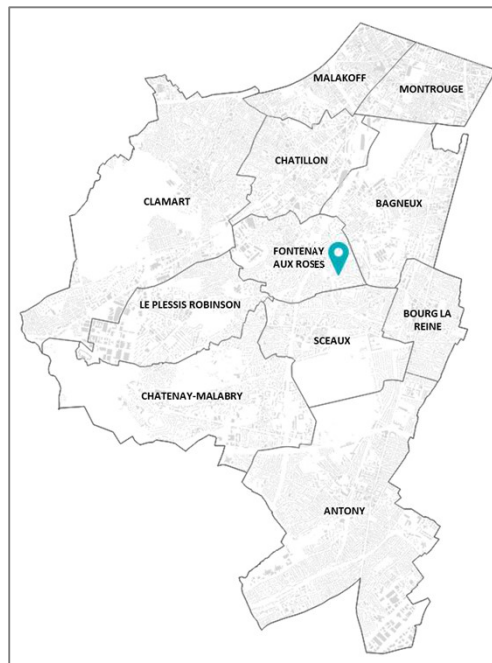 MALAKOFF
MONTROUGE
CHATILLON
CLAMART
BAGNEUX
FONTENAY
AUX ROSES
LE PLESSIS ROBINSON
BOURG LA
REINE
SCEAUX
CHATENAY-MALABRY
ANTONY